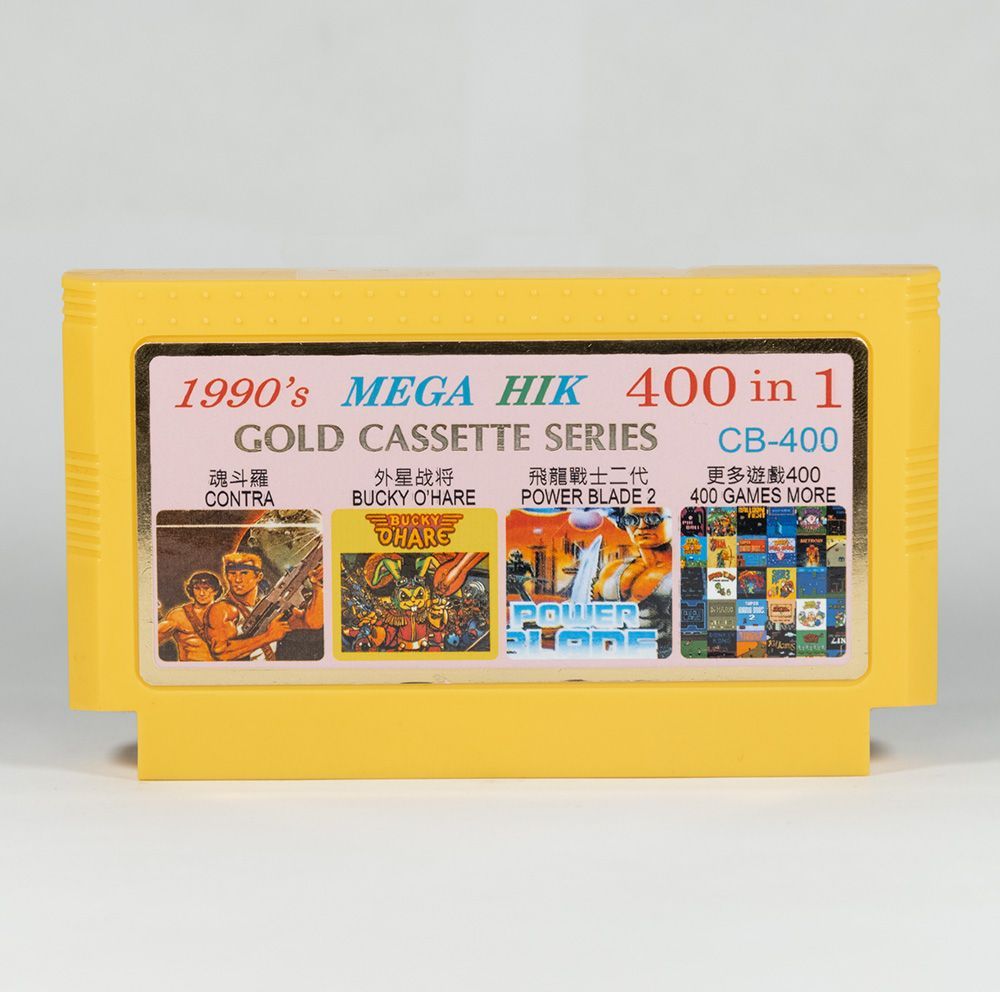 1990's MEGA HIK 400 in 1
GOLD CASSETTE SERIES CB-400
魂斗羅 外星战将 飛龍戰士二代 更多遊戲400
CONTRA BUCKY O'HARE POWER BLADE 2 400 GAMES MORE
BUCKY
O'HARE
POWER
BLADE